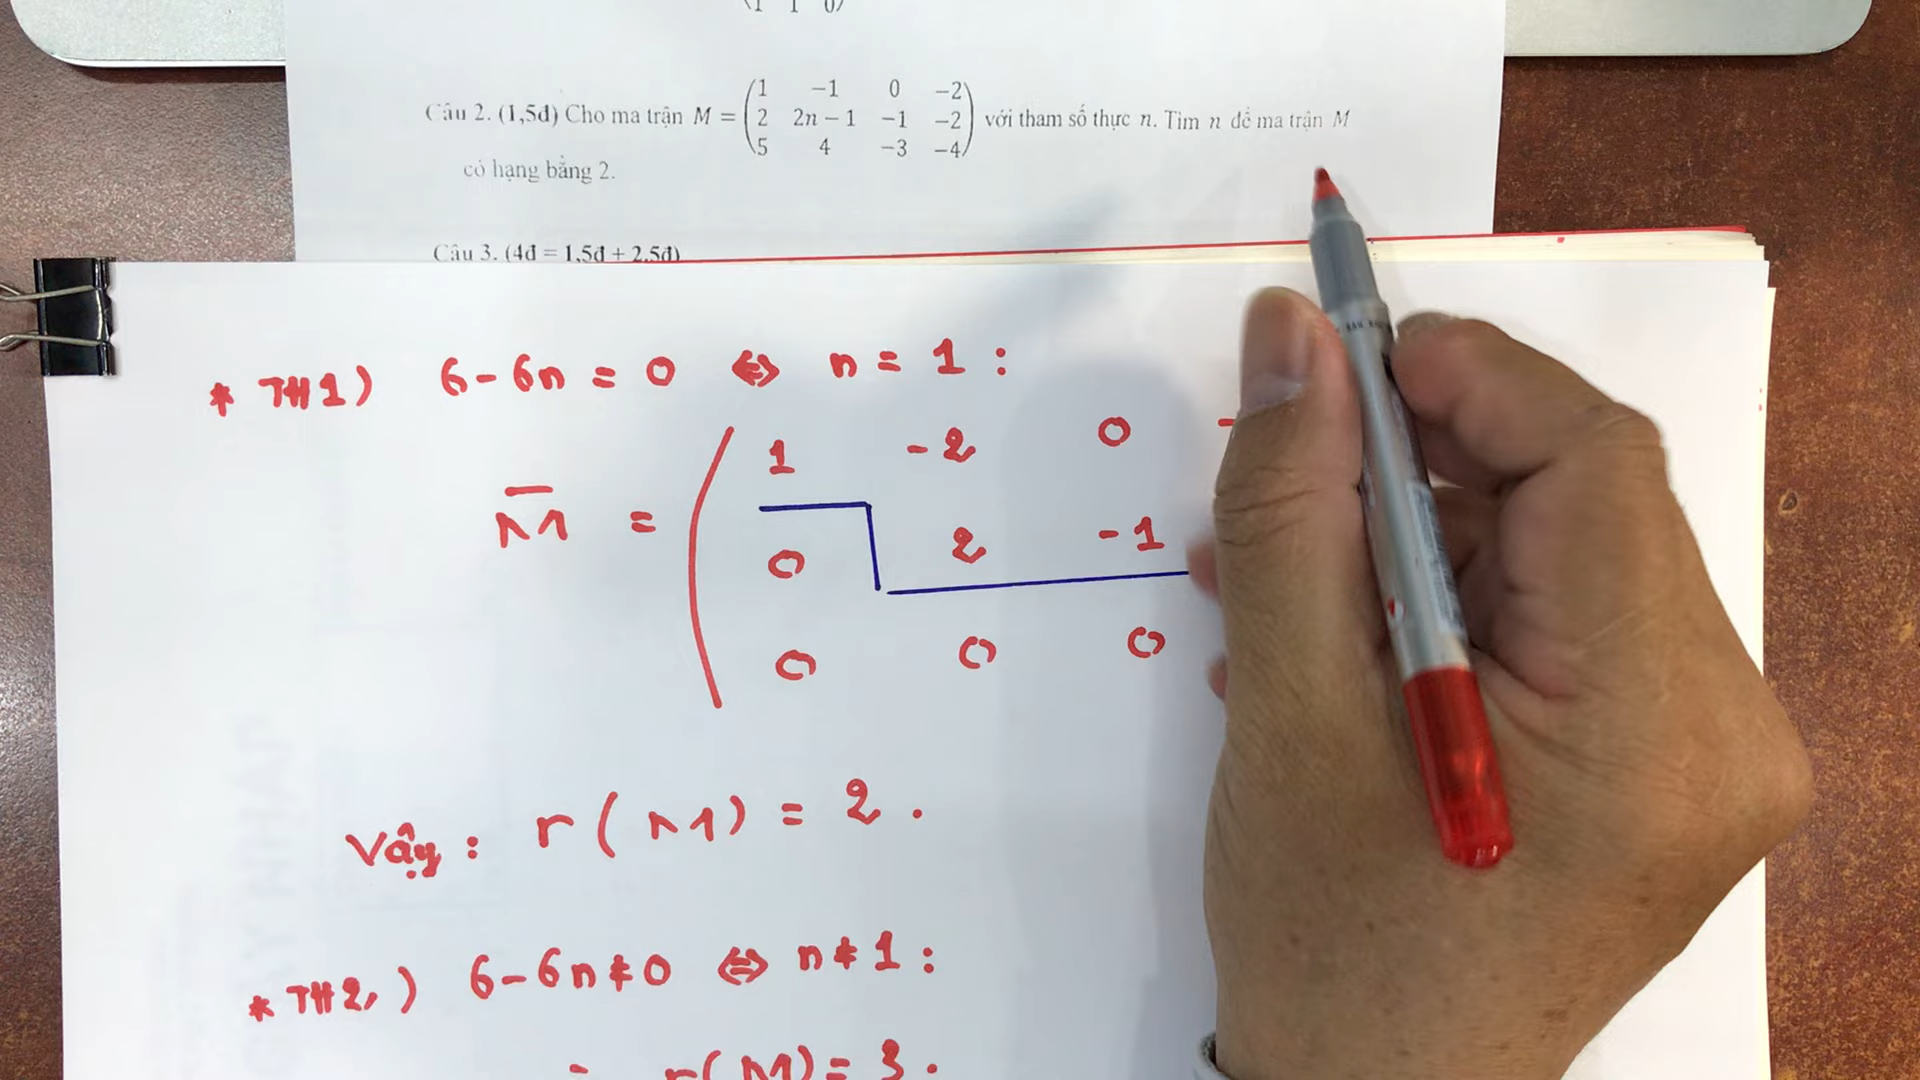 (1 1 0)
Câu 2. (1,5đ) Cho ma trận M = (1 -1 0 -2
2 2n - 1 -1 -2
5 4 -3 -4) với tham số thực n. Tìm n để ma trận M
có hạng bằng 2.
Câu 3. (4đ = 1,5đ + 2,5đ)
* TH1) 6-6n = 0 ⇔ n = 1 :
M̅ = ( 1 -2 0 -
0 2 -1
0 0 0
Vậy : r(M) = 2 .
* TH2,) 6-6n ≠ 0 ⇔ n ≠ 1 :
r(M) = 3 .